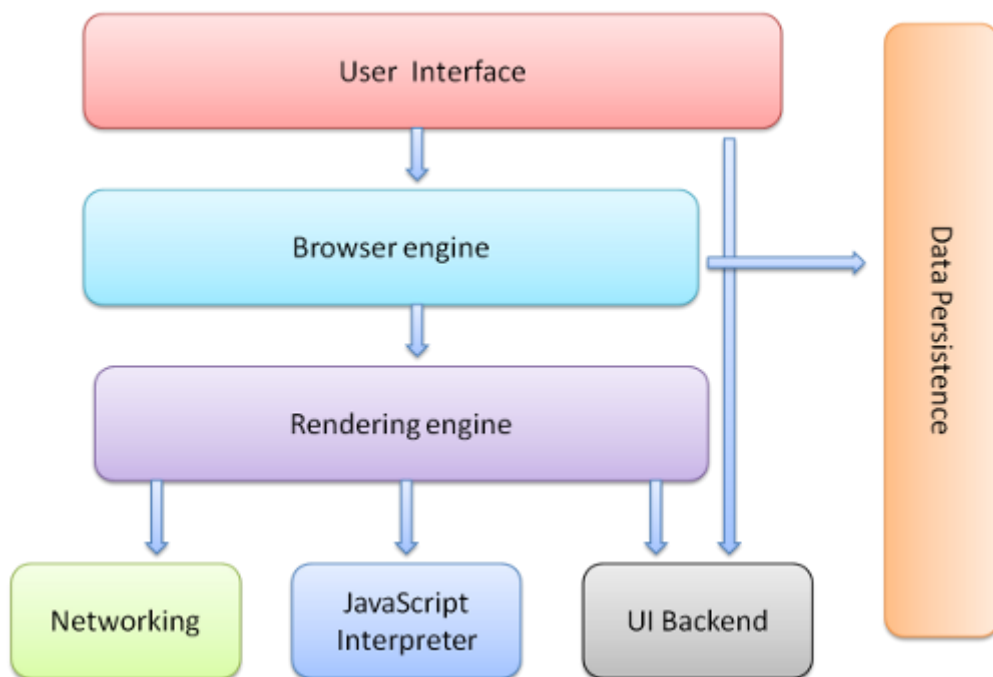 User Interface
Browser engine
Data Persistence
Rendering engine
Networking
JavaScript
Interpreter
UI Backend